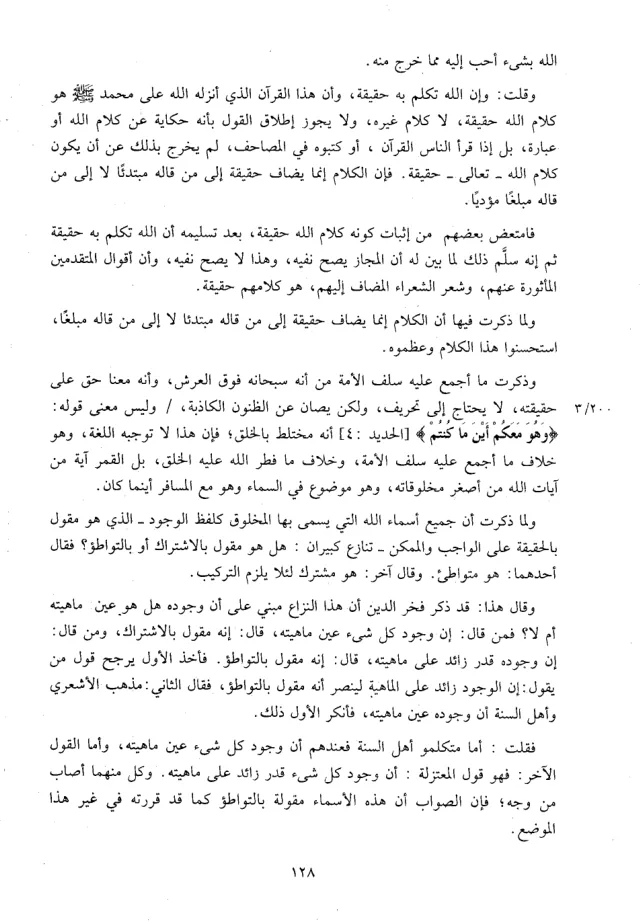 الله بشىء أحب إليه مما خرج منه.
وقلت: وإن الله تكلم به حقيقة، وأن هذا القرآن الذي أنزله الله على محمد ﷺ هو
كلام الله حقيقة، لا كلام غيره، ولا يجوز إطلاق القول بأنه حكاية عن كلام الله أو
عبارة، بل إذا قرأ الناس القرآن ، أو كتبوه في المصاحف، لم يخرج بذلك عن أن يكون
كلام الله ـ تعالى ـ حقيقة. فإن الكلام إنما يضاف حقيقة إلى من قاله مبتدئًا لا إلى من
قاله مبلغًا مؤديًا.
فامتعض بعضهم من إثبات كونه كلام الله حقيقة، بعد تسليمه أن الله تكلم به حقيقة
ثم إنه سلَّم ذلك لما بين له أن المجاز يصح نفيه، وهذا لا يصح نفيه، وأن أقوال المتقدمين
المأثورة عنهم، وشعر الشعراء المضاف إليهم، هو كلامهم حقيقة.
ولما ذكرت فيها أن الكلام إنما يضاف حقيقة إلى من قاله مبتدئا لا إلى من قاله مبلغًا،
استحسنوا هذا الكلام وعظموه.
وذكرت ما أجمع عليه سلف الأمة من أنه سبحانه فوق العرش، وأنه معنا حق على
٣/٢٠٠ حقيقته، لا يحتاج إلى تحريف، ولكن يصان عن الظنون الكاذبة، / وليس معنى قوله:
﴿وَهُوَ مَعَكُمْ أَيْنَ مَا كُنتُمْ﴾ [الحديد :٤] أنه مختلط بالخلق؛ فإن هذا لا توجبه اللغة، وهو
خلاف ما أجمع عليه سلف الأمة، وخلاف ما فطر الله عليه الخلق، بل القمر آية من
آيات الله من أصغر مخلوقاته، وهو موضوع في السماء وهو مع المسافر أينما كان.
ولما ذكرت أن جميع أسماء الله التي يسمى بها المخلوق كلفظ الوجود ـ الذي هو مقول
بالحقيقة على الواجب والممكن ـ تنازع كبيران : هل هو مقول بالاشتراك أو بالتواطؤ؟ فقال
أحدهما: هو متواطئ. وقال آخر: هو مشترك لئلا يلزم التركيب.
وقال هذا: قد ذكر فخر الدين أن هذا النزاع مبني على أن وجوده هل هو عين ماهيته
أم لا؟ فمن قال: إن وجود كل شىء عين ماهيته، قال: إنه مقول بالاشتراك، ومن قال:
إن وجوده قدر زائد على ماهيته، قال: إنه مقول بالتواطؤ. فأخذ الأول يرجح قول من
يقول:إن الوجود زائد على الماهية لينصر أنه مقول بالتواطؤ، فقال الثاني:مذهب الأشعري
وأهل السنة أن وجوده عين ماهيته، فأنكر الأول ذلك.
فقلت : أما متكلمو أهل السنة فعندهم أن وجود كل شىء عين ماهيته، وأما القول
الآخر: فهو قول المعتزلة : أن وجود كل شىء قدر زائد على ماهيته. وكل منهما أصاب
من وجه؛ فإن الصواب أن هذه الأسماء مقولة بالتواطؤ كما قد قررته في غير هذا
الموضع.
١٢٨